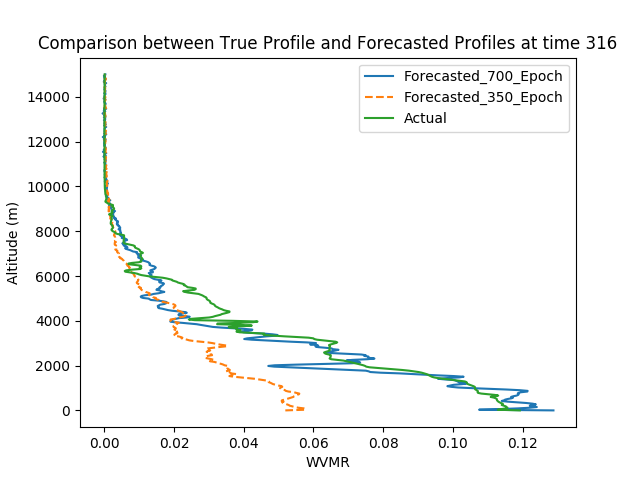 Comparison between True Profile and Forecasted Profiles at time 316
Forecasted_700_Epoch
Forecasted_350_Epoch
Actual
14000
12000
10000
8000
6000
4000
2000
0
Altitude (m)
0.00 0.02 0.04 0.06 0.08 0.10 0.12
WVMR